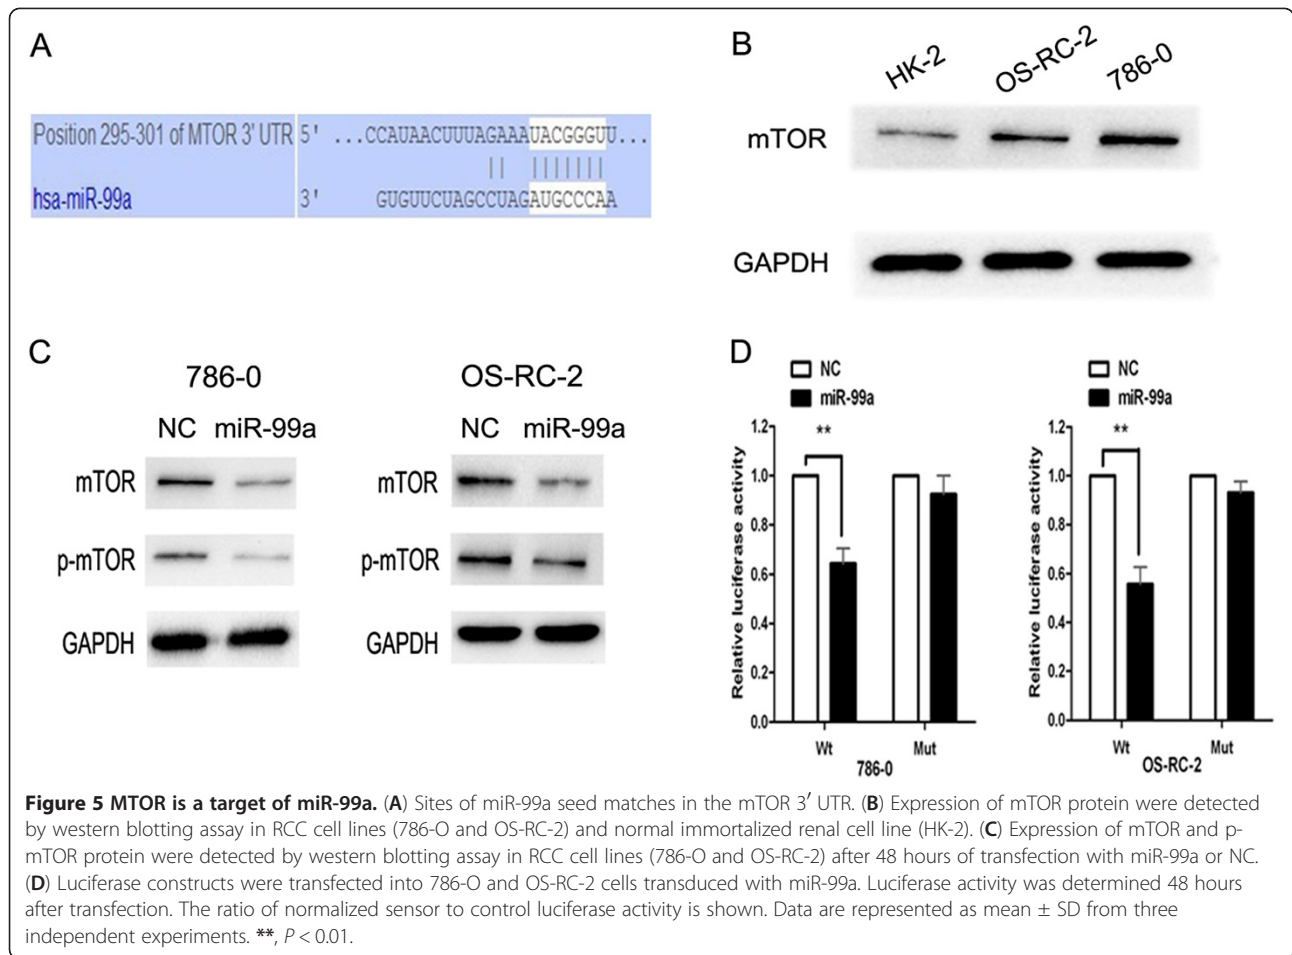 A
Position 295-301 of MTOR 3' UTR 5' ...CCAUAACUUUAGAAAUACGGGUU...
hsa-miR-99a 3' GUGUUCUAGCCUAGAUGCCCAA
B
HK-2 OS-RC-2 786-0
mTOR
GAPDH
C
786-0
NC miR-99a
mTOR
p-mTOR
GAPDH
OS-RC-2
NC miR-99a
mTOR
p-mTOR
GAPDH
D
NC
miR-99a
Relative luciferase activity
1.2
1.0
0.8
0.6
0.4
0.2
0.0
**
Wt Mut
786-0
NC
miR-99a
Relative luciferase activity
1.2
1.0
0.8
0.6
0.4
0.2
0.0
**
Wt Mut
OS-RC-2
Figure 5 MTOR is a target of miR-99a. (A) Sites of miR-99a seed matches in the mTOR 3′ UTR. (B) Expression of mTOR protein were detected
by western blotting assay in RCC cell lines (786-O and OS-RC-2) and normal immortalized renal cell line (HK-2). (C) Expression of mTOR and p-
mTOR protein were detected by western blotting assay in RCC cell lines (786-O and OS-RC-2) after 48 hours of transfection with miR-99a or NC.
(D) Luciferase constructs were transfected into 786-O and OS-RC-2 cells transduced with miR-99a. Luciferase activity was determined 48 hours
after transfection. The ratio of normalized sensor to control luciferase activity is shown. Data are represented as mean ± SD from three
independent experiments. **, P < 0.01.